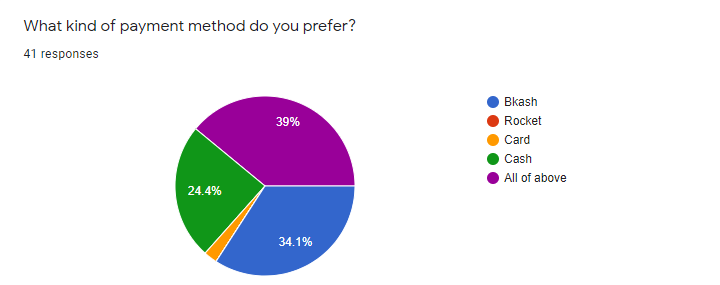 What kind of payment method do you prefer?
41 responses
39%
24.4%
34.1%
Bkash
Rocket
Card
Cash
All of above